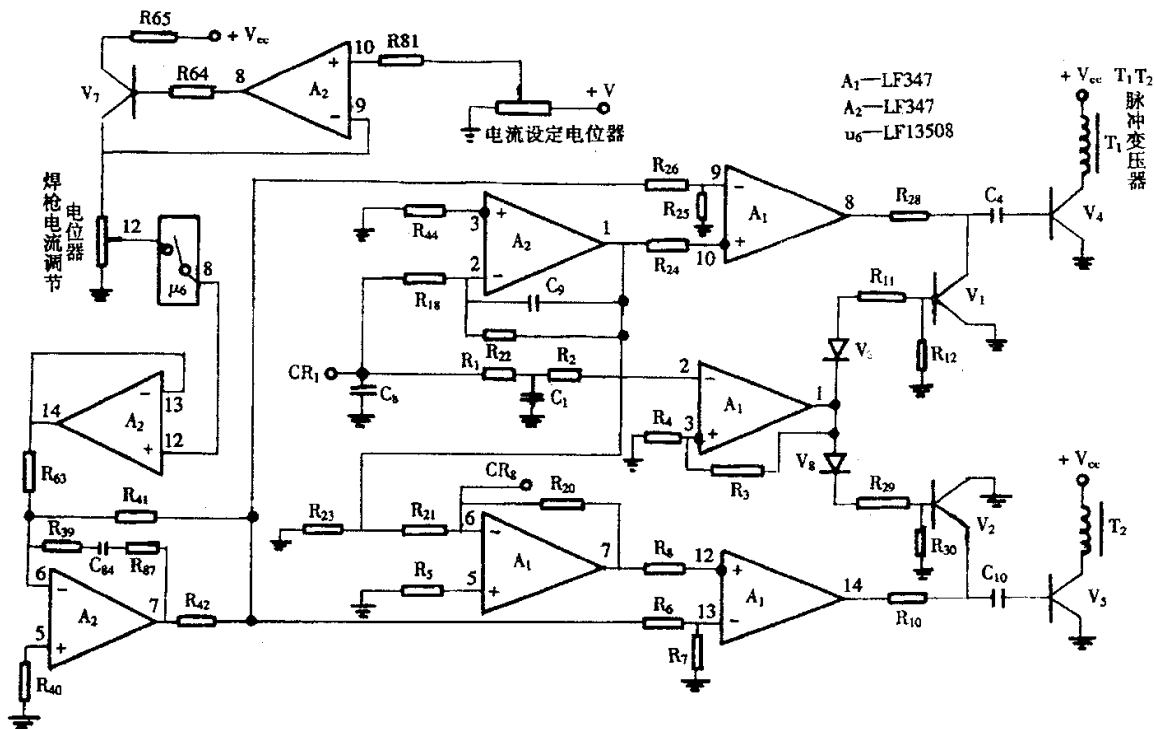 R65
+ Vcc
R64
8
A2
+
10
R81
9
-
V7
+ V
电流设定电位器
A1—LF347
A2—LF347
u6—LF13508
+ Vcc
T1T2
脉冲变压器
T1
焊枪电流调节
电位器
12
8
μ6
R26
9
-
R25
A1
8
R28
C4
V4
R44
+
3
A2
1
R24
10
+
2
-
R18
C9
R22
R11
V1
V3
R12
CR1
C8
R1
R2
C1
2
-
A1
1
R4
3
+
R3
V8
14
A2
-
13
+
12
R63
R41
R39
C84
R87
6
-
A2
7
R42
5
+
R40
CR8
R20
R23
R21
6
-
A1
7
R5
5
+
R8
12
+
R29
V2
R30
+ Vcc
T2
A1
14
R6
13
-
R7
R10
C10
V5